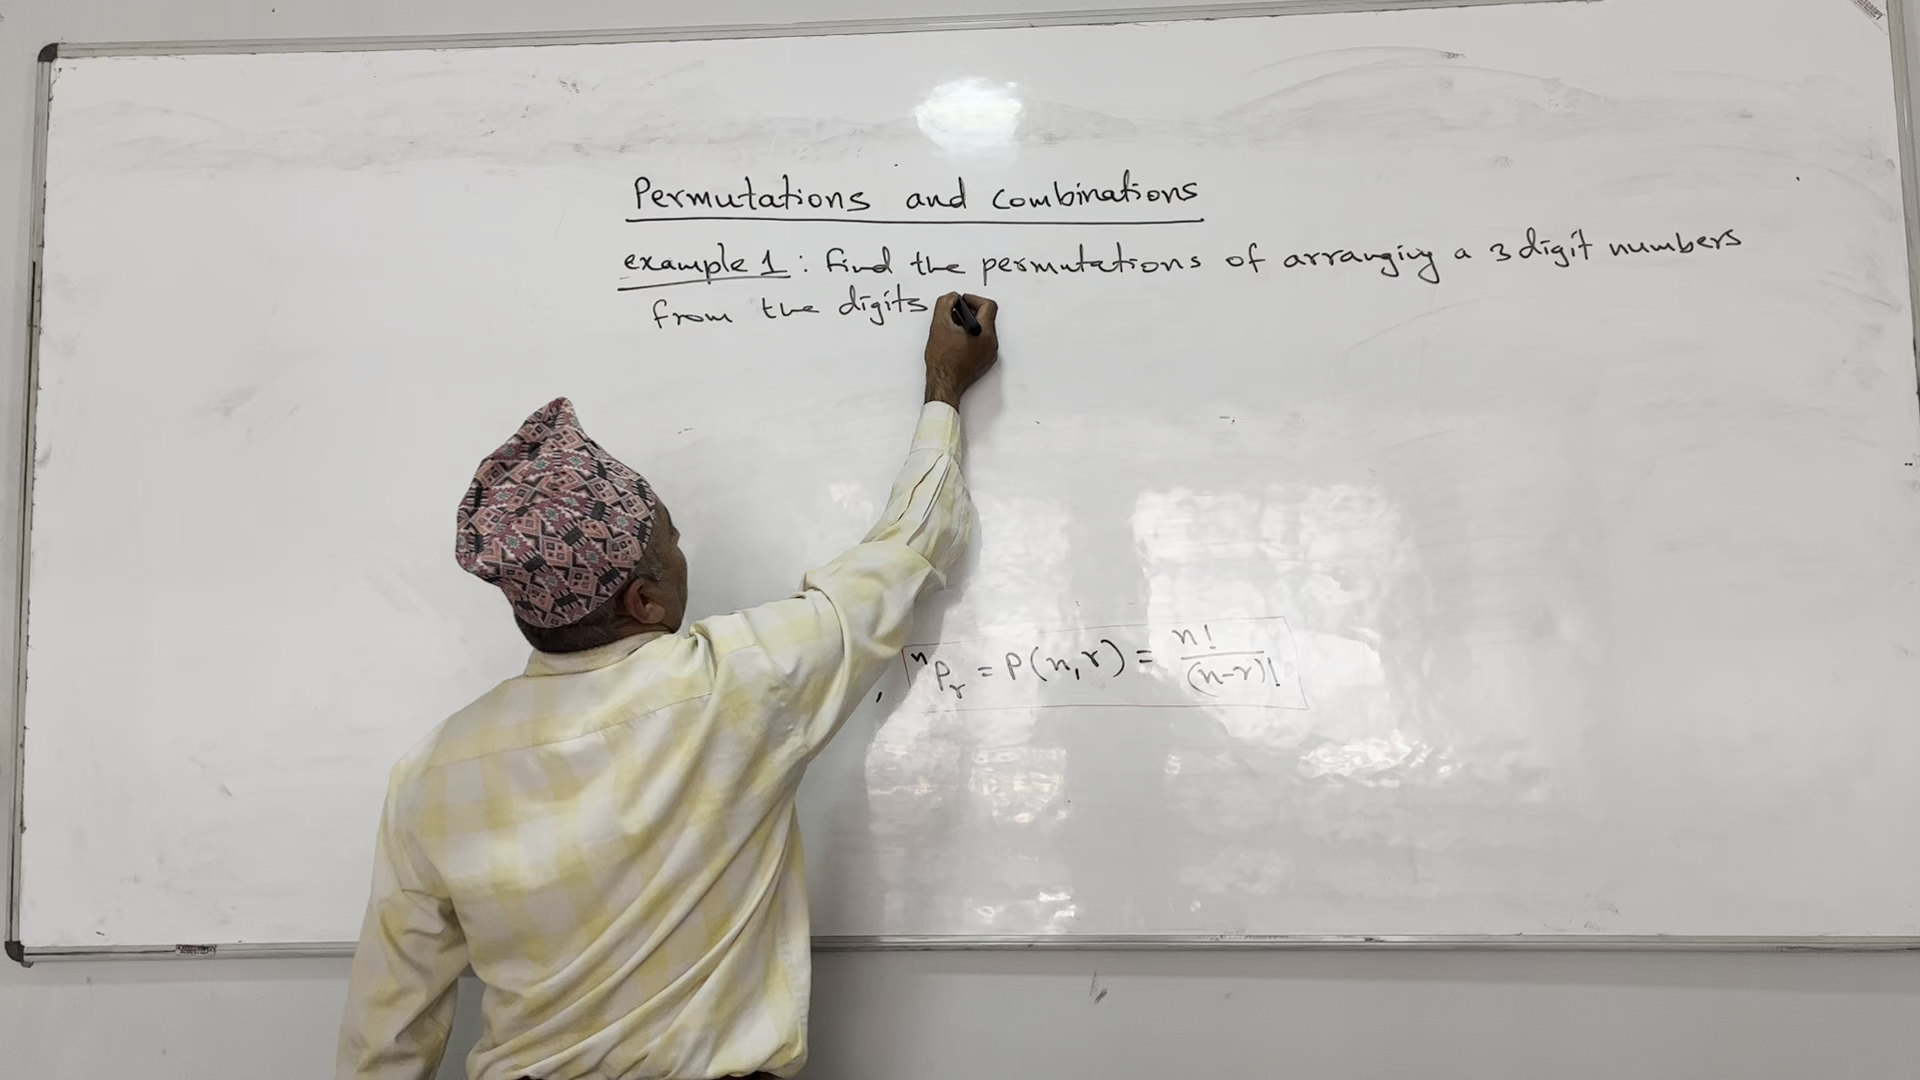 Permutations and combinations
example 1 : Find the permutations of arranging a 3 digit numbers
from the digits
ⁿPᵣ = P(n,r) = n!/(n-r)!